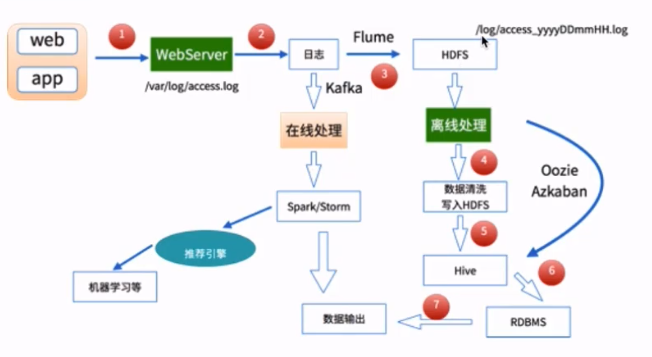 web
app
1
WebServer
/var/log/access.log
2
日志
Flume
3
HDFS
/log/access_yyyyDDmmHH.log
Kafka
在线处理
离线处理
4
Oozie
Azkaban
数据清洗
写入HDFS
Spark/Storm
5
推荐引擎
Hive
6
机器学习等
数据输出
7
RDBMS